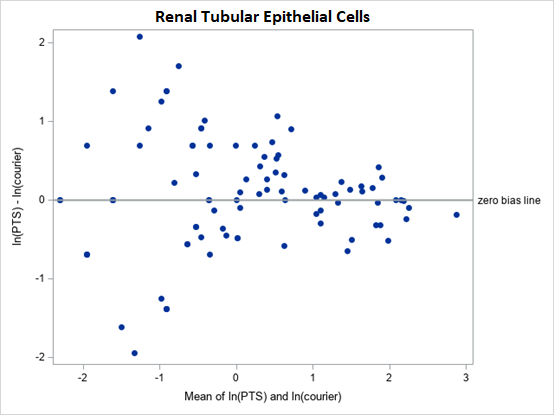 Renal Tubular Epithelial Cells
ln(PTS) - ln(courier)
2
1
0
-1
-2
zero bias line
-2
-1
0
1
2
3
Mean of ln(PTS) and ln(courier)